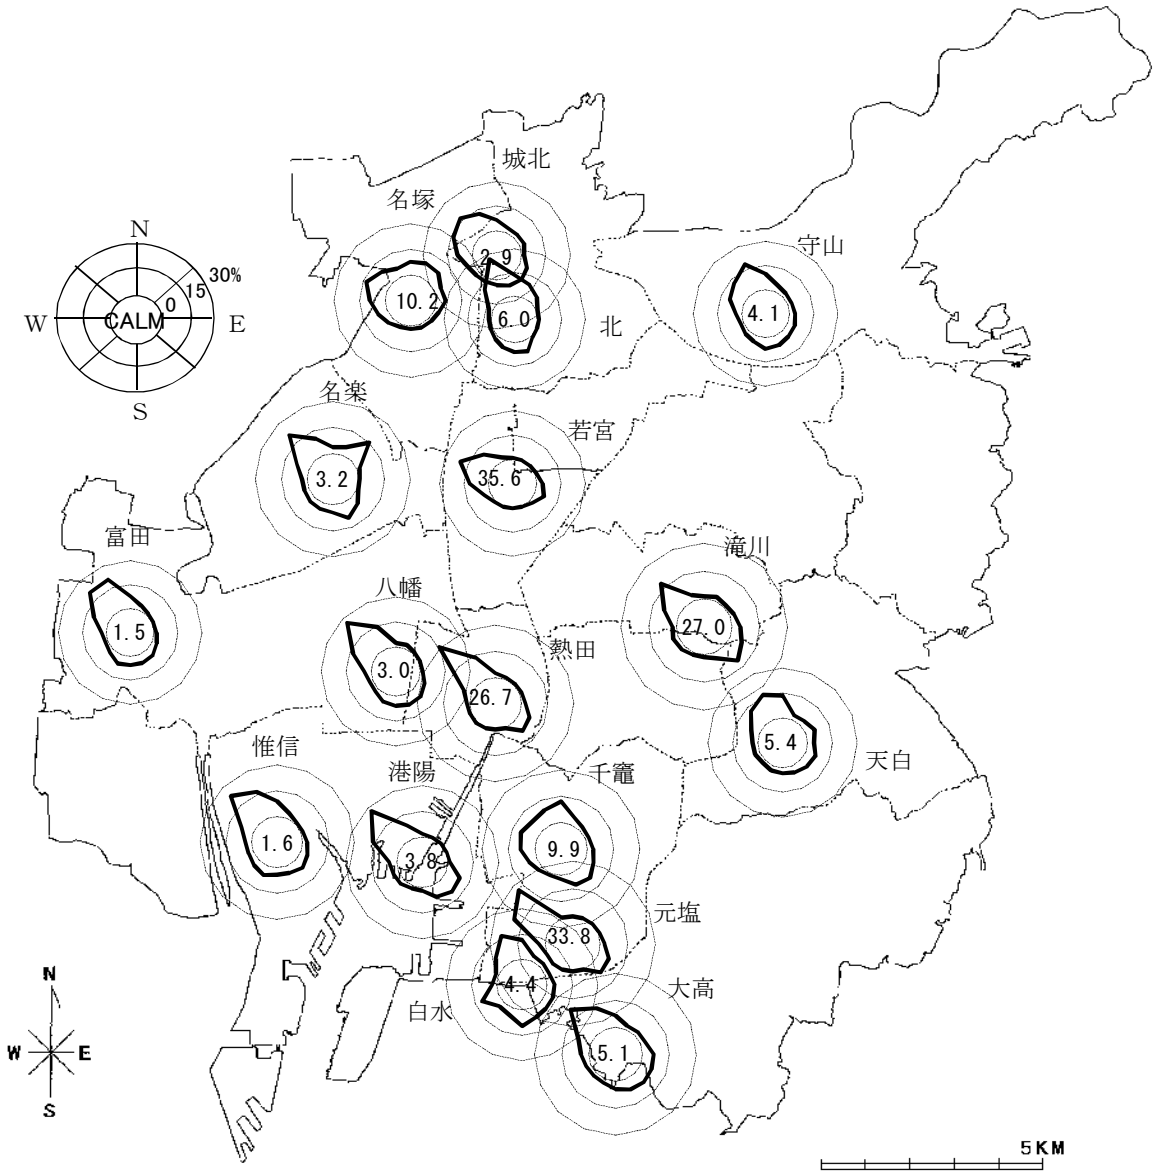 城北
名塚
2.9
守山
N
30%
15
0
W
CALM
E
S
10.2
6.0
4.1
北
名楽
若宮
3.2
35.6
富田
滝川
1.5
八幡
27.0
3.0
熱田
26.7
5.4
天白
惟信
港陽
千竈
1.6
3.8
9.9
元塩
33.8
4.4
大高
白水
5.1
N
W
E
S
5KM